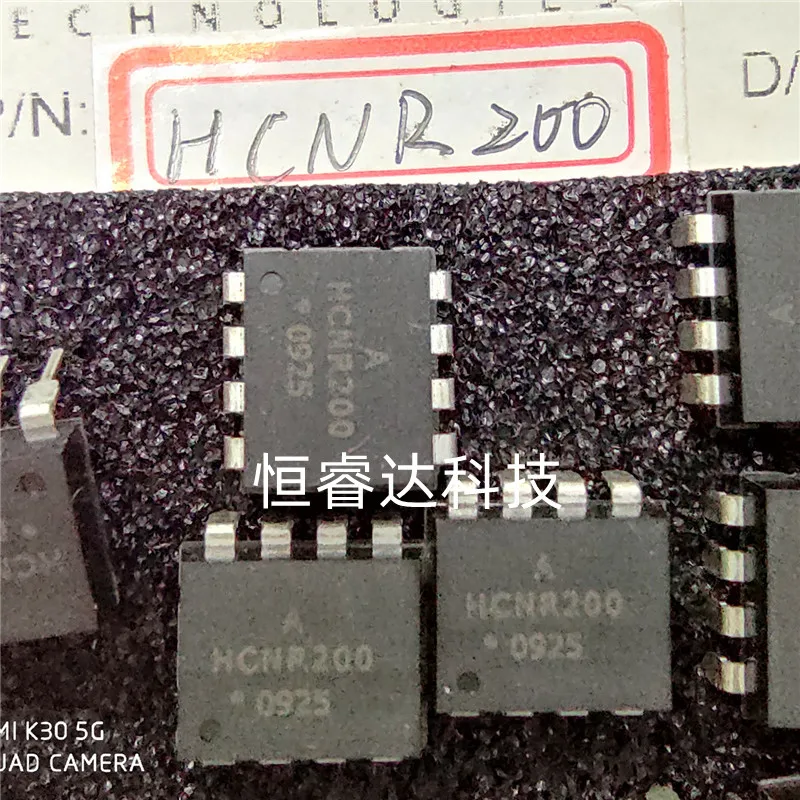 ECHNOLOGIES
P/N:
HCNR200
D/
A
HCNR200
0925
恒睿达科技
A
HCNR200
0925
A
HCNR200
0925
MI K30 5G
UAD CAMERA